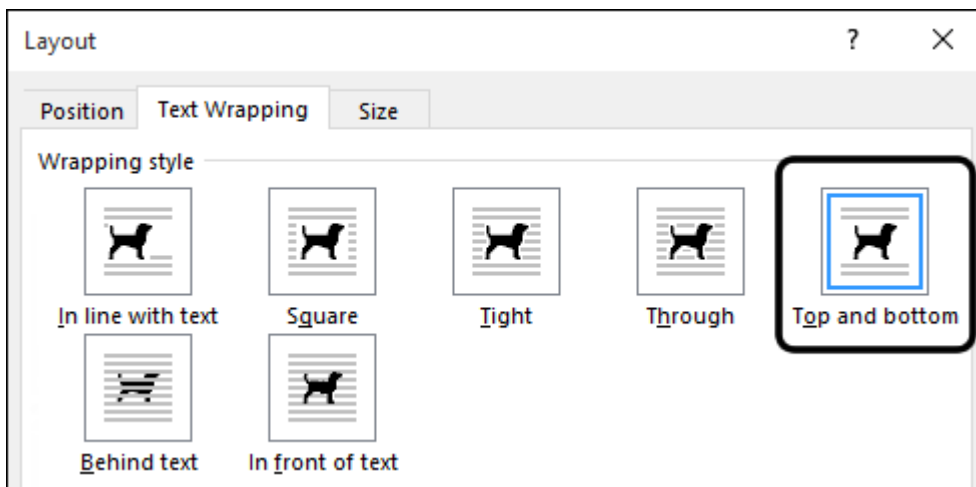 Layout ?
Position Text Wrapping Size
Wrapping style
In line with text Square Tight Through Top and bottom
Behind text In front of text